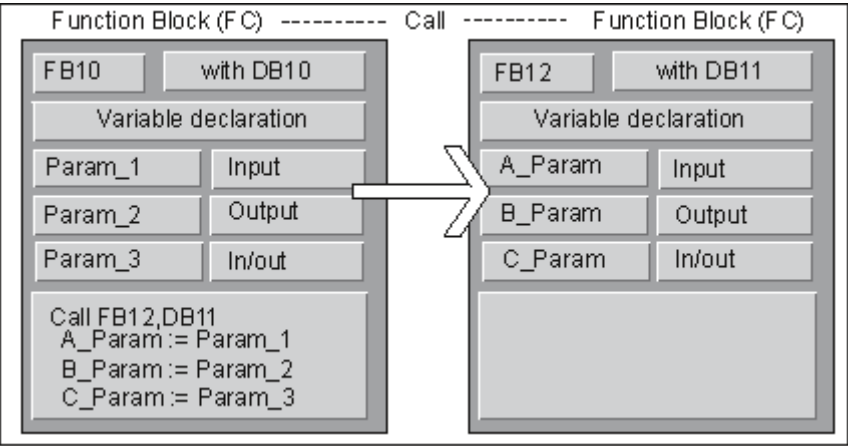 Function Block (FC) ----------- Call ----------- Function Block (FC)
FB10 with DB10
Variable declaration
Param_1 Input
Param_2 Output
Param_3 In/out
Call FB12,DB11
A_Param := Param_1
B_Param := Param_2
C_Param := Param_3
FB12 with DB11
Variable declaration
A_Param Input
B_Param Output
C_Param In/out